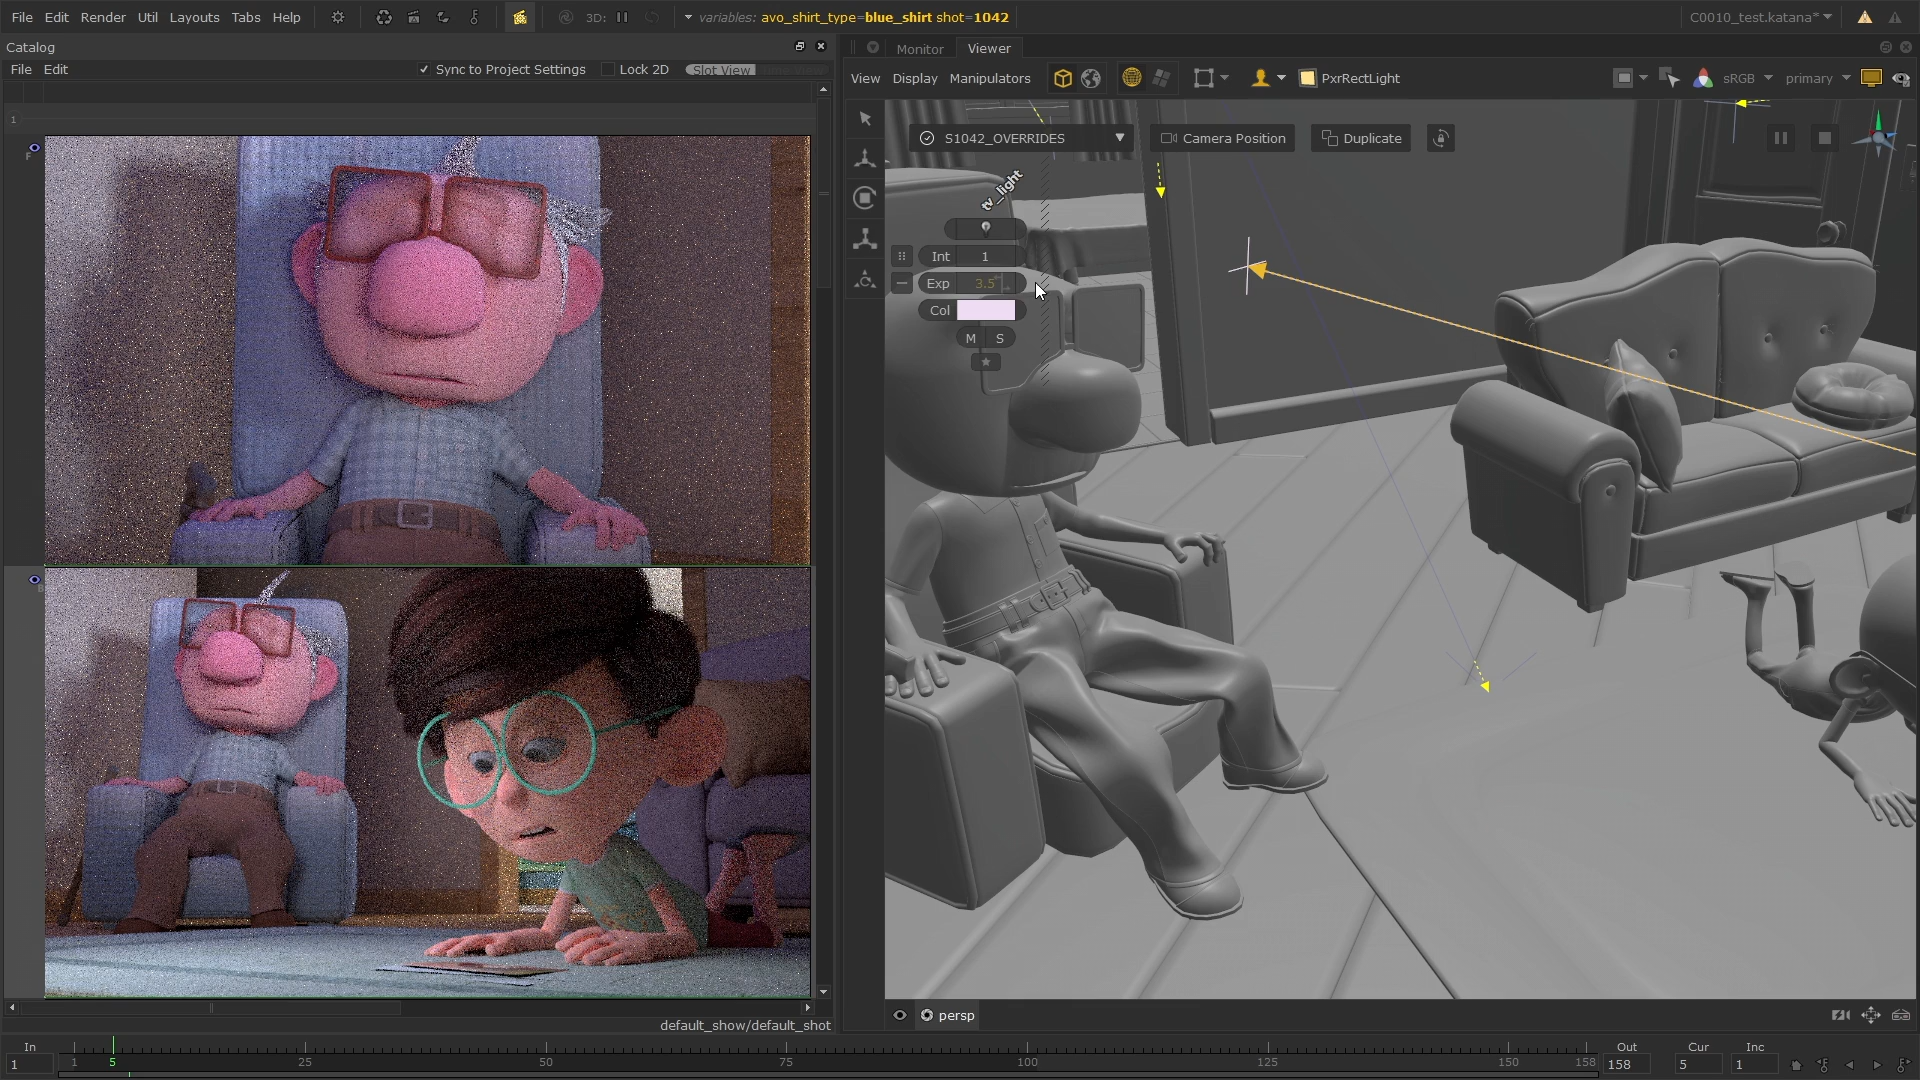 File Edit Render Util Layouts Tabs Help 3D: variables: avo_shirt_type=blue_shirt shot=1042 C0010_test.katana*
Catalog
File Edit Sync to Project Settings Lock 2D Slot View
1
F
default_show/default_shot
Monitor Viewer
View Display Manipulators PxrRectLight sRGB primary
S1042_OVERRIDES Camera Position Duplicate
tv_light
Int 1
Exp 3.5
Col
M S
persp
In Out Cur Inc
1 1 5 25 50 75 100 125 150 158 158 5 1